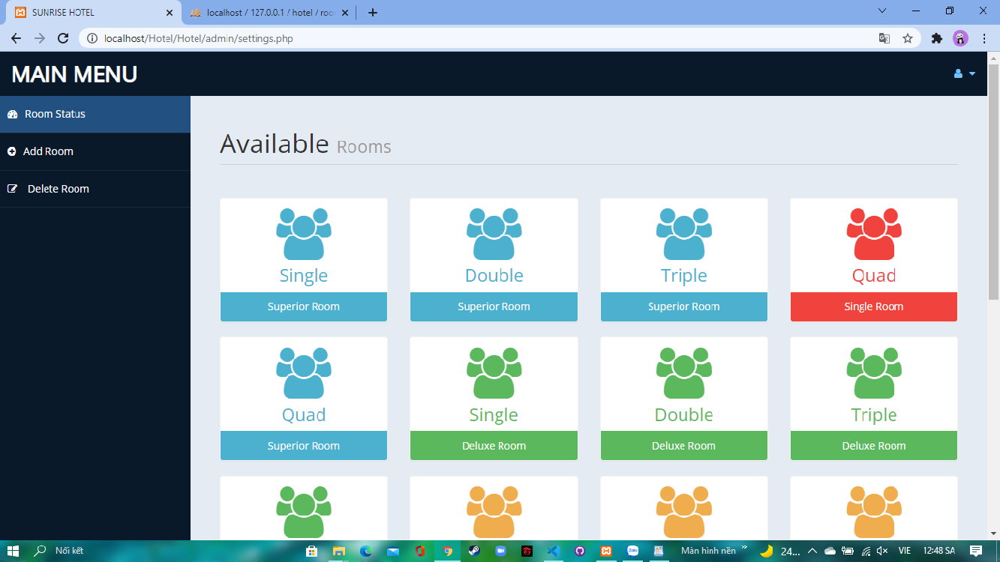 SUNRISE HOTEL
localhost / 127.0.0.1 / hotel / roo
localhost/Hotel/Hotel/admin/settings.php
MAIN MENU
Room Status
Add Room
Delete Room
Available Rooms
Single
Double
Triple
Quad
Superior Room
Superior Room
Superior Room
Single Room
Quad
Single
Double
Triple
Superior Room
Deluxe Room
Deluxe Room
Deluxe Room
Nối kết
Zalo
Màn hình nền
24...
VIE
12:48 SA